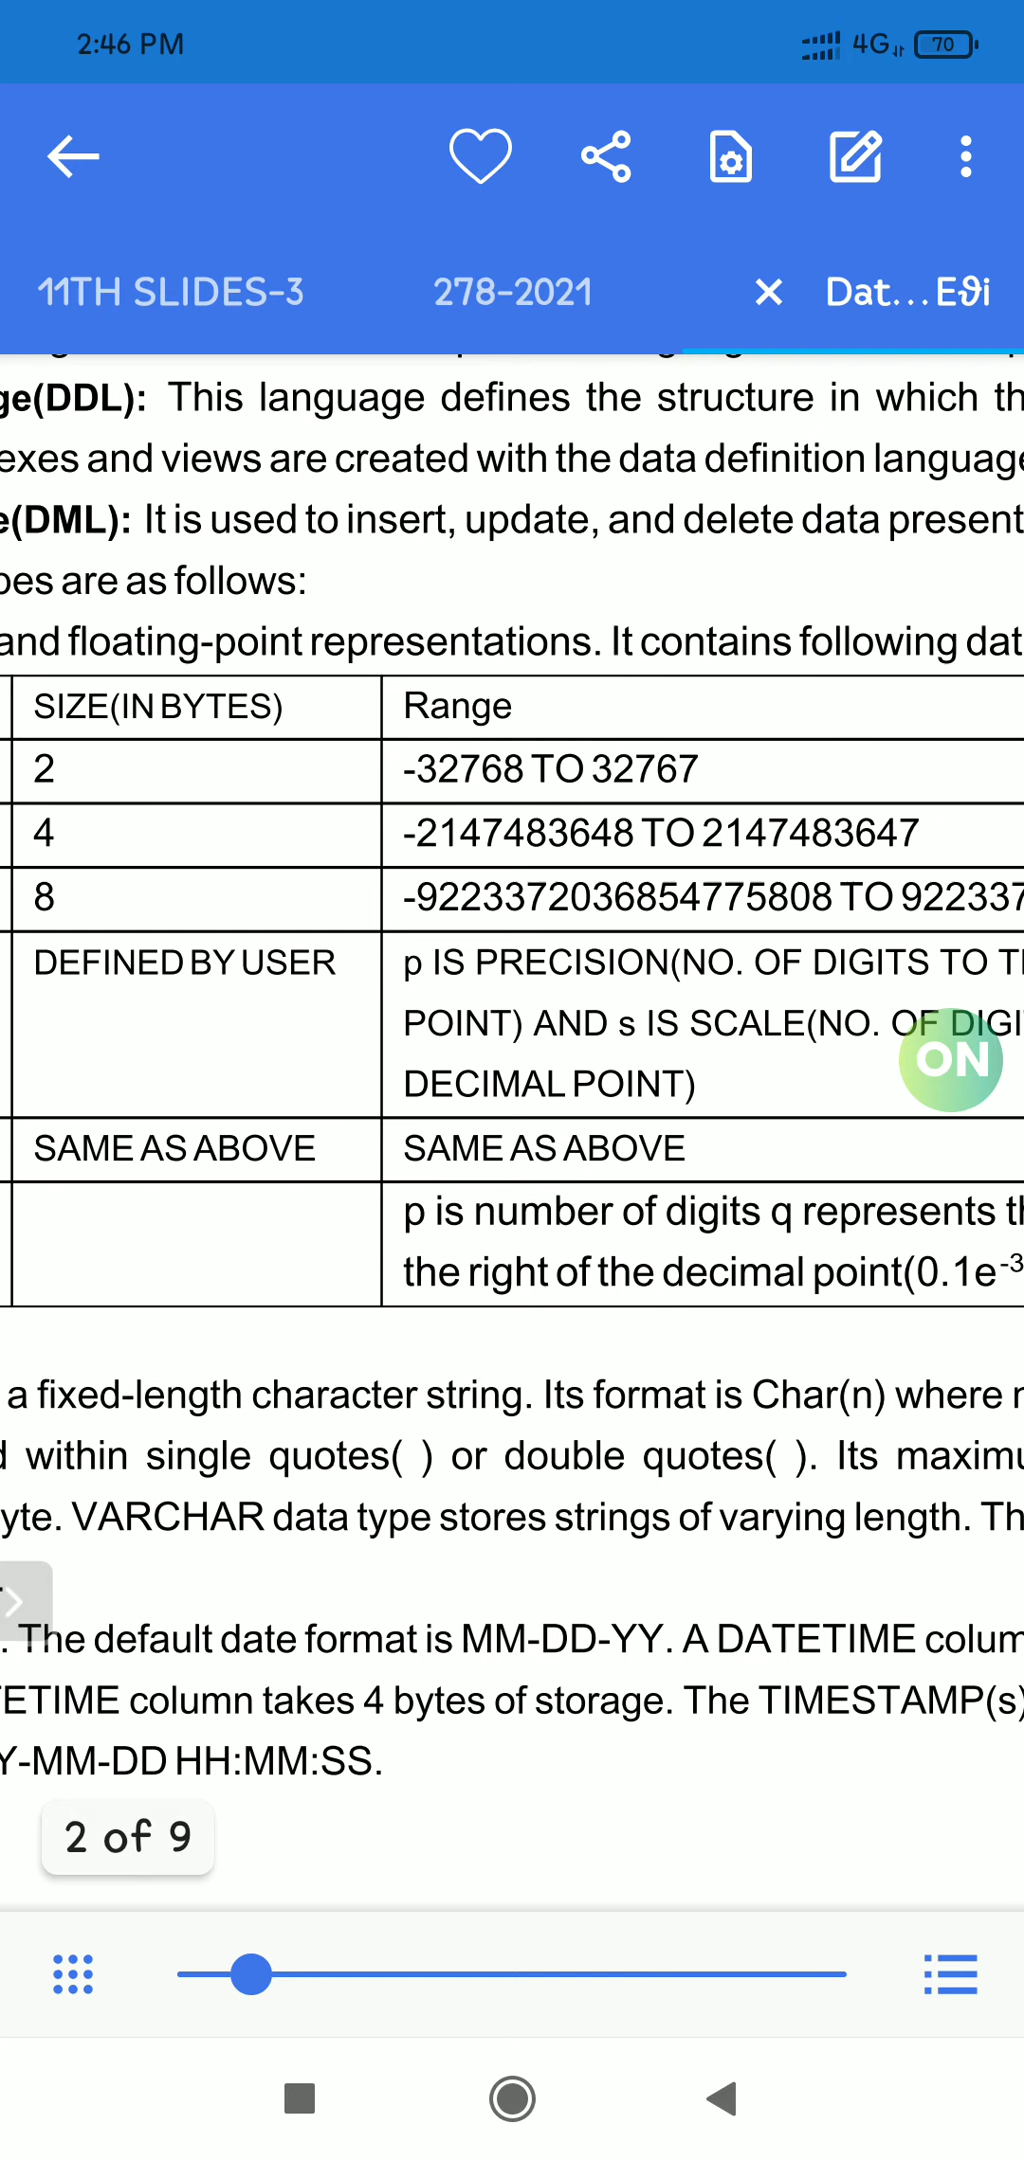 2:46 PM 4G 70
11TH SLIDES-3 278-2021 Dat...Eϑi
ge(DDL): This language defines the structure in which th
exes and views are created with the data definition language
e(DML): It is used to insert, update, and delete data present
pes are as follows:
and floating-point representations. It contains following dat
SIZE(IN BYTES) Range
2 -32768 TO 32767
4 -2147483648 TO 2147483647
8 -9223372036854775808 TO 922337
DEFINED BY USER p IS PRECISION(NO. OF DIGITS TO T
POINT) AND s IS SCALE(NO. OF DIGI
DECIMAL POINT)
ON
SAME AS ABOVE SAME AS ABOVE
p is number of digits q represents th
the right of the decimal point(0.1e-3
a fixed-length character string. Its format is Char(n) where n
d within single quotes( ) or double quotes( ). Its maximu
yte. VARCHAR data type stores strings of varying length. Th
. The default date format is MM-DD-YY. A DATETIME colum
ETIME column takes 4 bytes of storage. The TIMESTAMP(s)
Y-MM-DD HH:MM:SS.
2 of 9